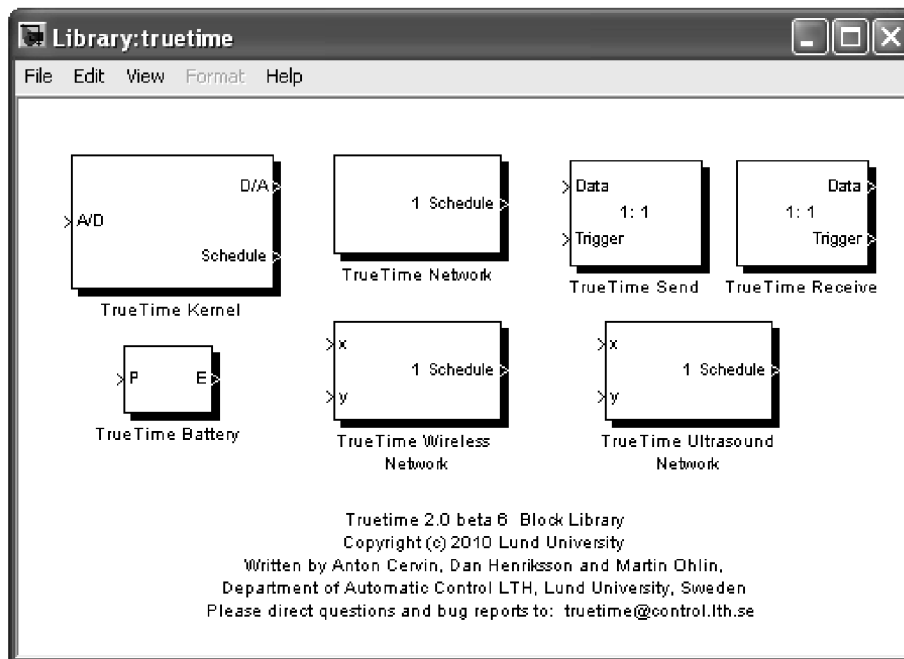 Library:truetime
File Edit View Format Help
D/A
A/D
Schedule
TrueTime Kernel
1 Schedule
TrueTime Network
Data
1: 1
Trigger
TrueTime Send
Data
1: 1
Trigger
TrueTime Receive
P E
TrueTime Battery
x
1 Schedule
y
TrueTime Wireless
Network
x
1 Schedule
y
TrueTime Ultrasound
Network
Truetime 2.0 beta 6 Block Library
Copyright (c) 2010 Lund University
Written by Anton Cervin, Dan Henriksson and Martin Ohlin,
Department of Automatic Control LTH, Lund University, Sweden
Please direct questions and bug reports to: truetime@control.lth.se